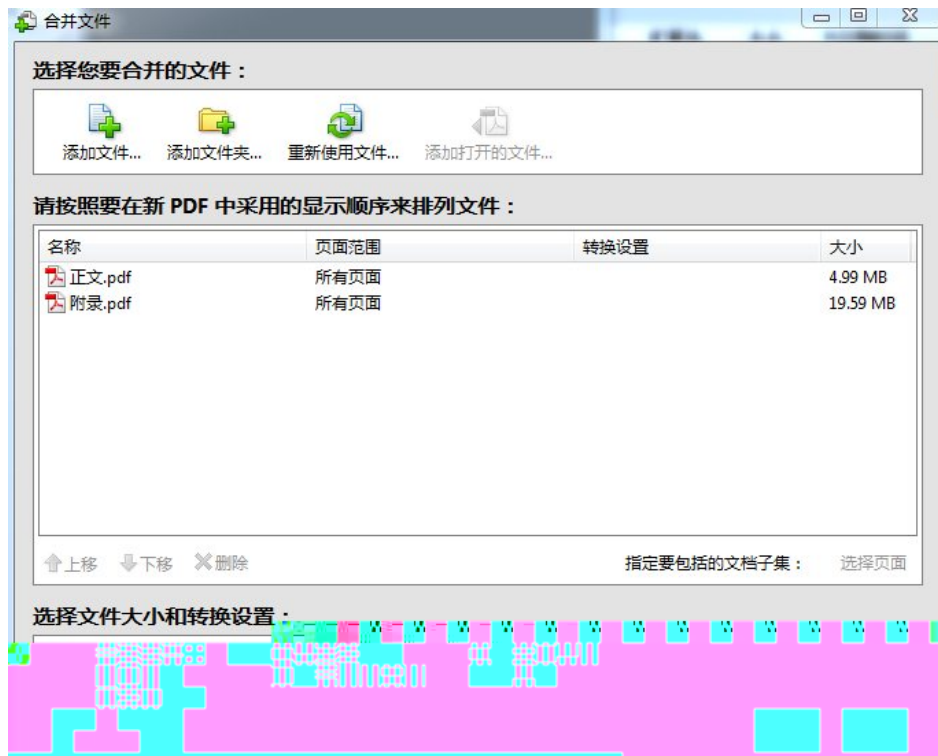 合并文件
选择您要合并的文件：
添加文件... 添加文件夹... 重新使用文件... 添加打开的文件...
请按照要在新 PDF 中采用的显示顺序来排列文件：
名称 页面范围 转换设置 大小
正文.pdf 所有页面 4.99 MB
附录.pdf 所有页面 19.59 MB
上移 下移 删除 指定要包括的文档子集： 选择页面
选择文件大小和转换设置：